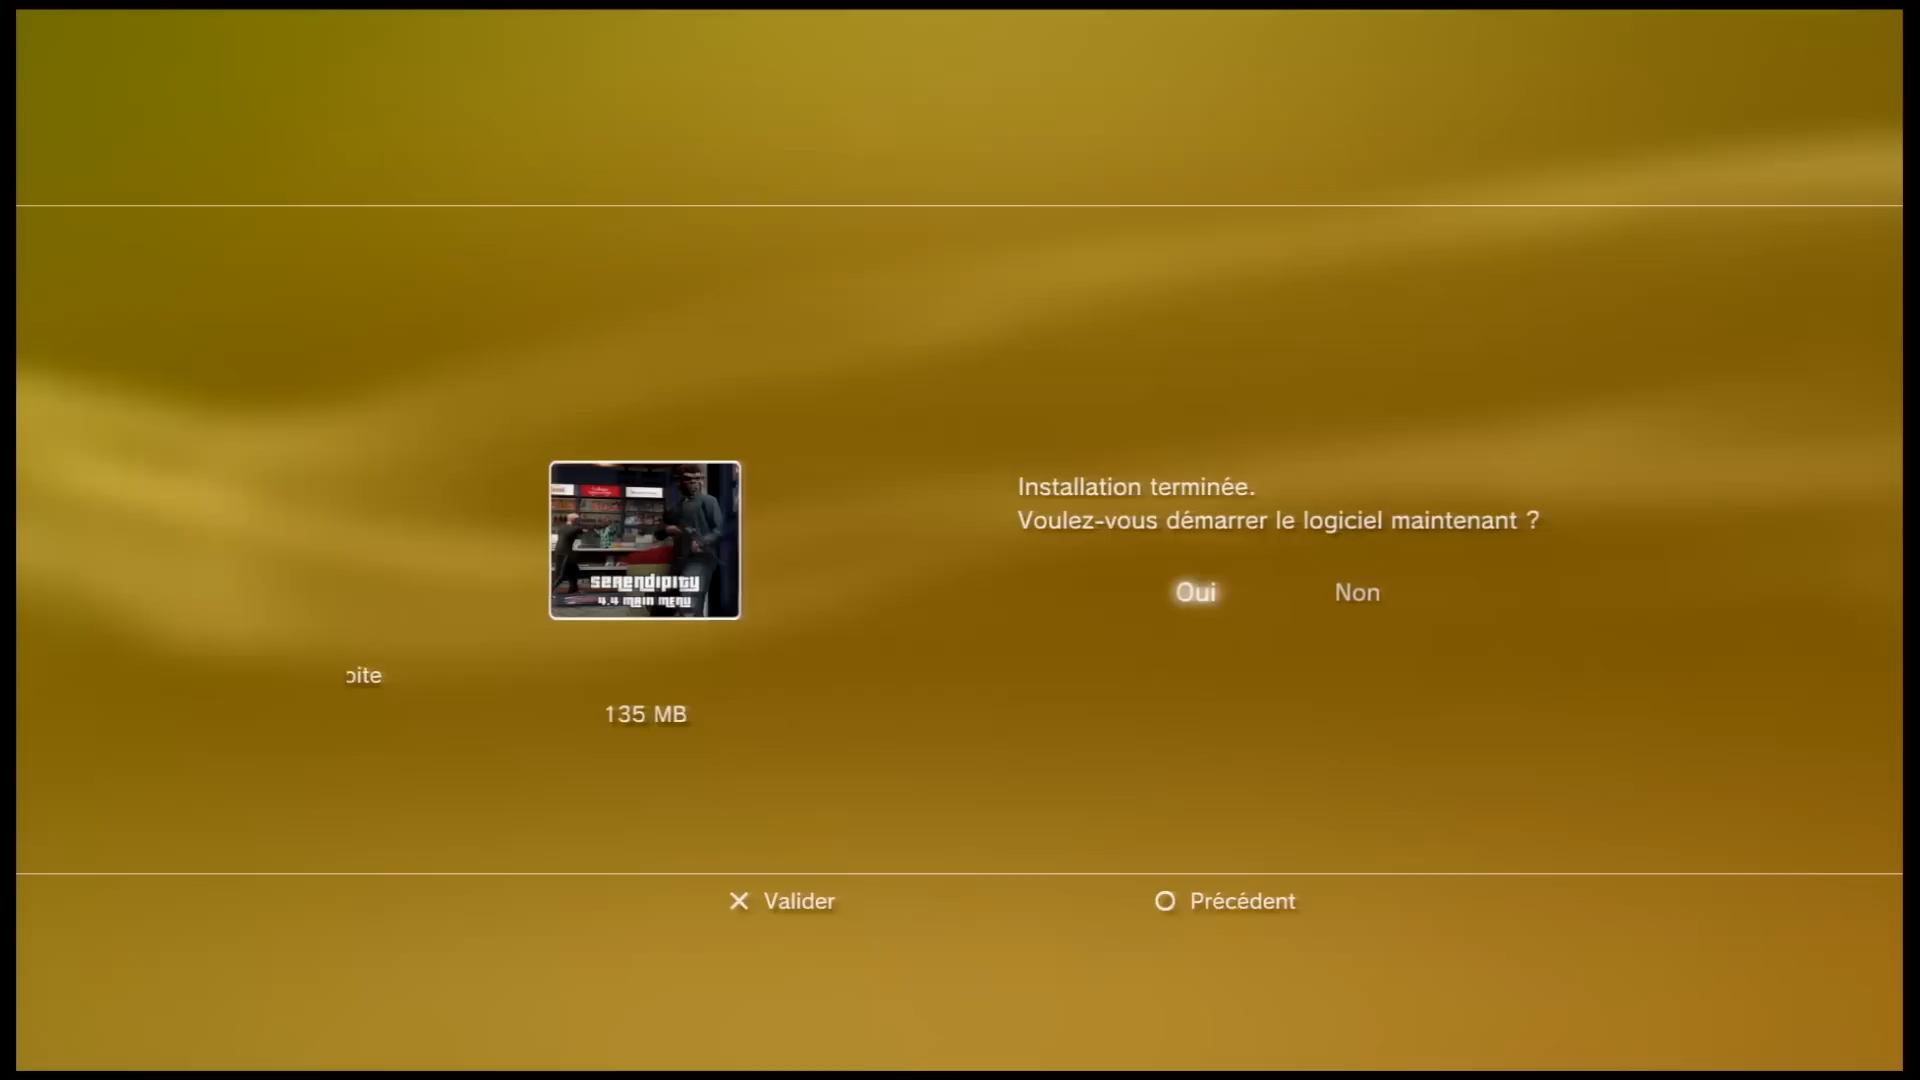 Installation terminée.
Voulez-vous démarrer le logiciel maintenant ?
Oui
Non
serendipity
4.4 main menu
135 MB
Valider
Précédent